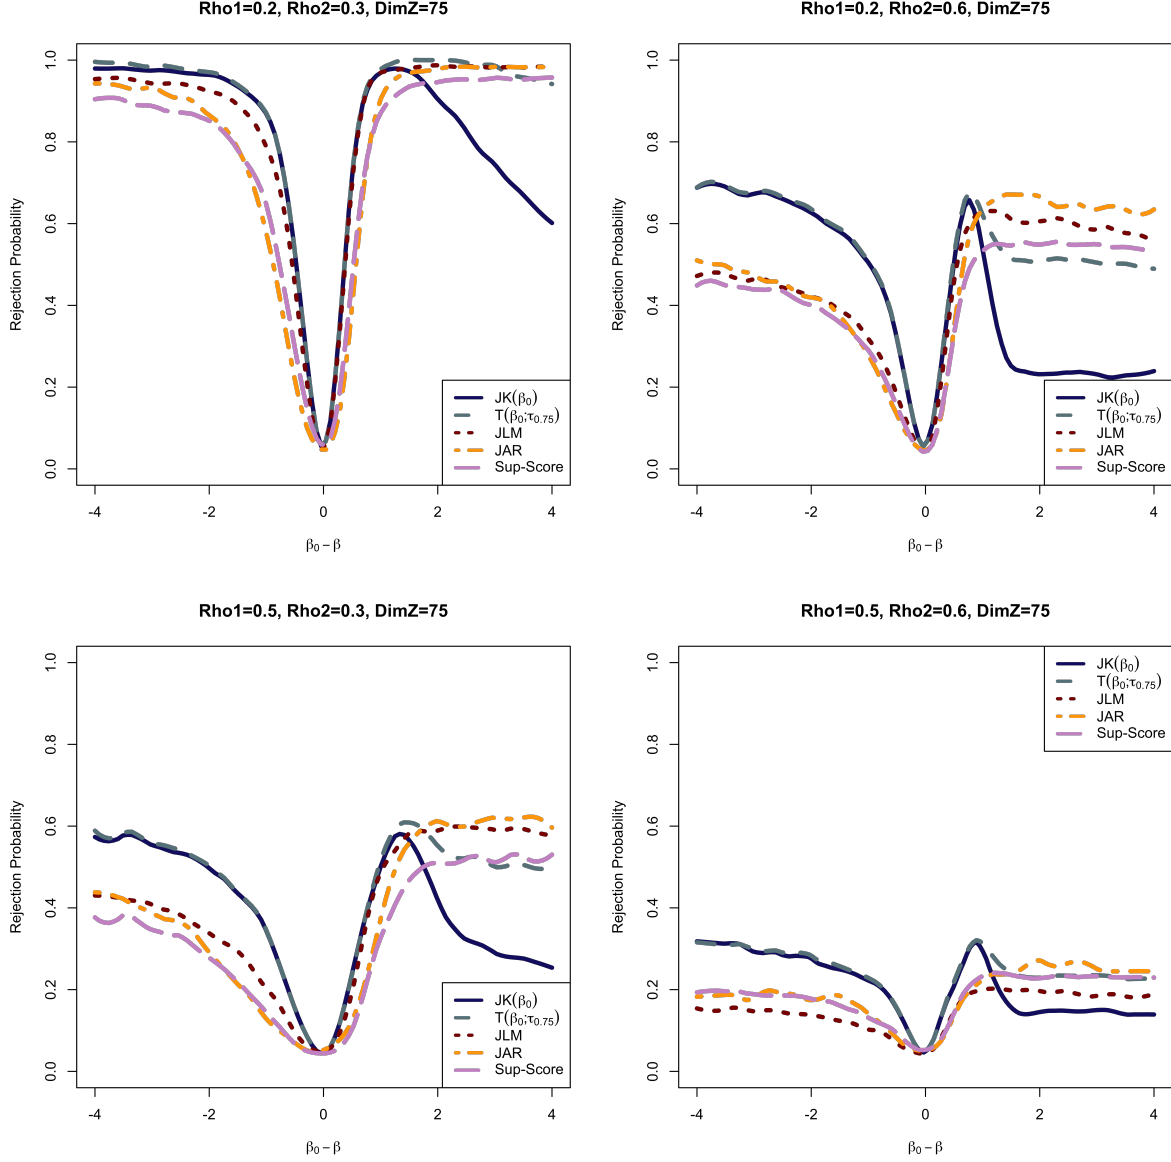 Rho1=0.2, Rho2=0.3, DimZ=75
Rejection Probability
1.0
0.8
0.6
0.4
0.2
0.0
-4 -2 0 2 4
β₀ − β
JK(β₀)
T(β₀;τ₀.₇₅)
JLM
JAR
Sup-Score
Rho1=0.2, Rho2=0.6, DimZ=75
Rejection Probability
1.0
0.8
0.6
0.4
0.2
0.0
-4 -2 0 2 4
β₀ − β
JK(β₀)
T(β₀;τ₀.₇₅)
JLM
JAR
Sup-Score
Rho1=0.5, Rho2=0.3, DimZ=75
Rejection Probability
1.0
0.8
0.6
0.4
0.2
0.0
-4 -2 0 2 4
β₀ − β
JK(β₀)
T(β₀;τ₀.₇₅)
JLM
JAR
Sup-Score
Rho1=0.5, Rho2=0.6, DimZ=75
Rejection Probability
1.0
0.8
0.6
0.4
0.2
0.0
-4 -2 0 2 4
β₀ − β
JK(β₀)
T(β₀;τ₀.₇₅)
JLM
JAR
Sup-Score